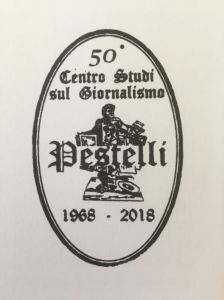 50°
Centro Studi
sul Giornalismo
Pestelli
1968 - 2018